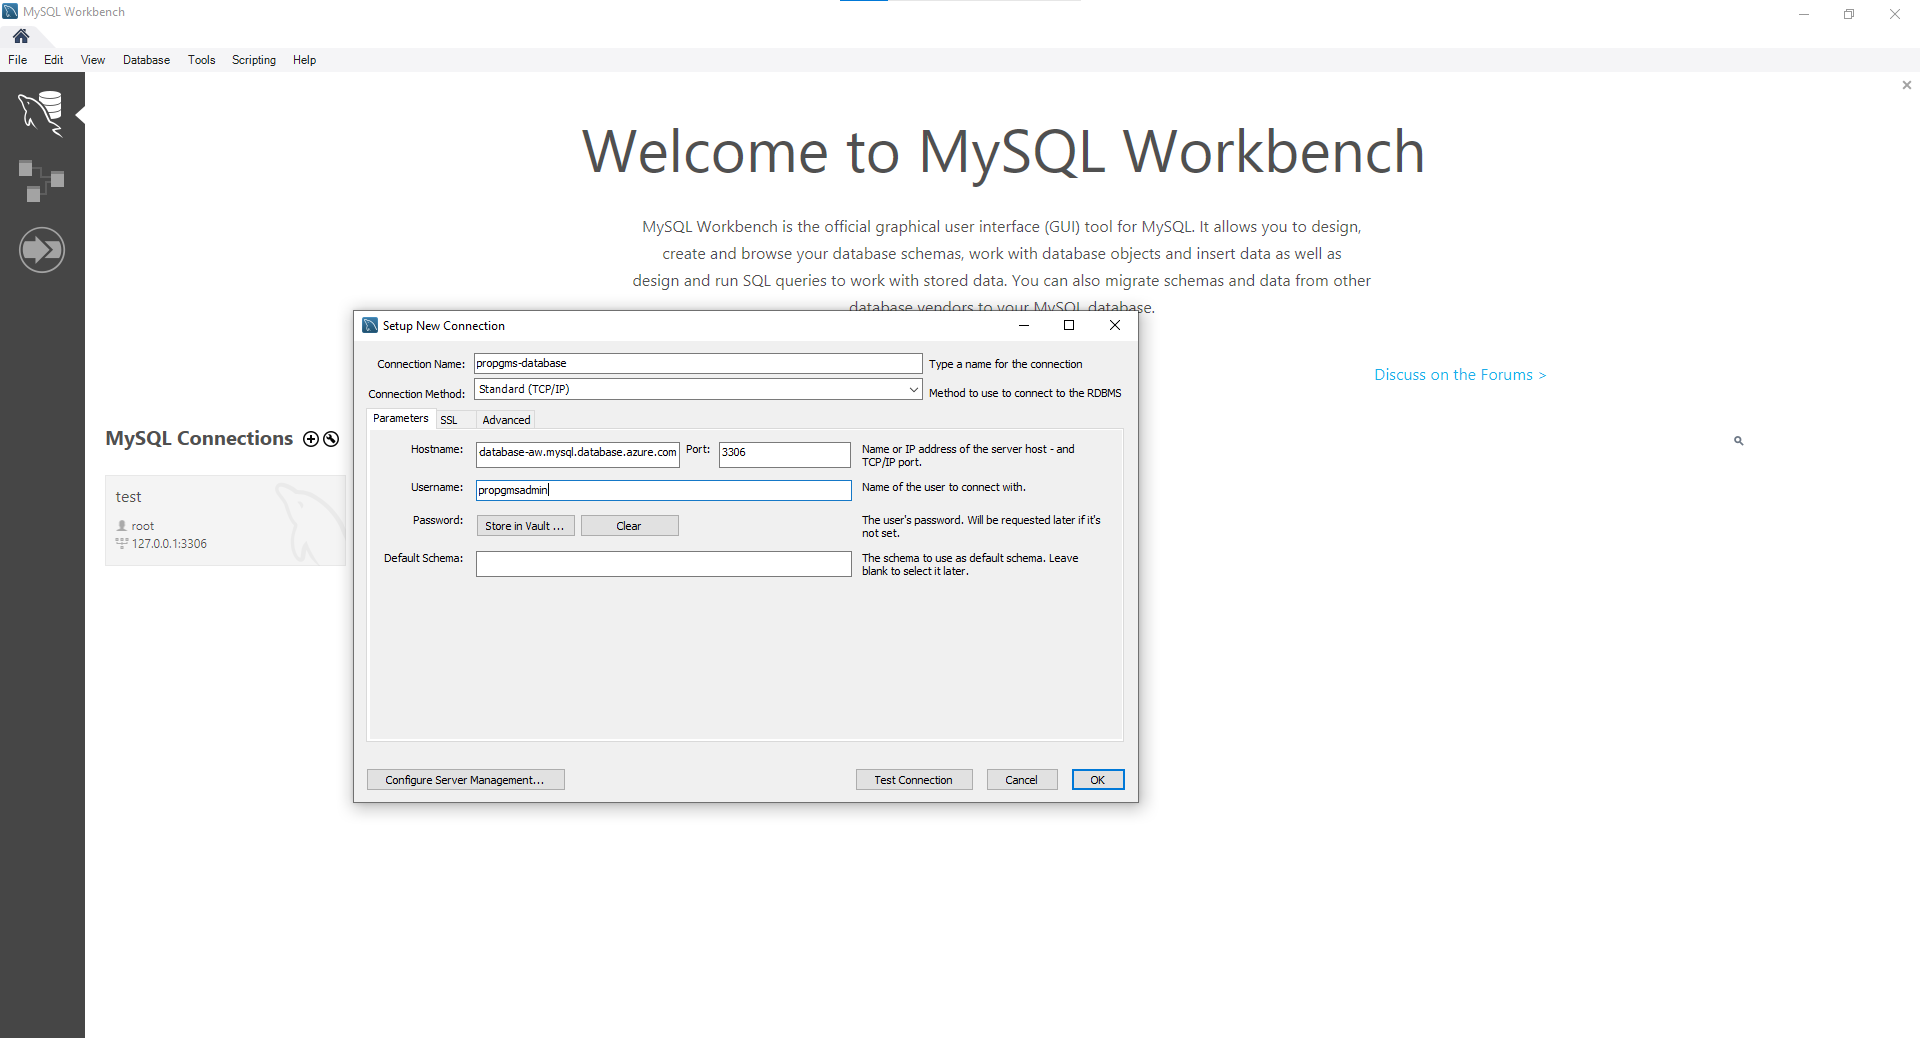 MySQL Workbench
File Edit View Database Tools Scripting Help
Welcome to MySQL Workbench
MySQL Workbench is the official graphical user interface (GUI) tool for MySQL. It allows you to design,
create and browse your database schemas, work with database objects and insert data as well as
design and run SQL queries to work with stored data. You can also migrate schemas and data from other
database vendors to your MySQL database.
Discuss on the Forums >
MySQL Connections
test
root
127.0.0.1:3306
Setup New Connection
Connection Name: propgms-database Type a name for the connection
Connection Method: Standard (TCP/IP) Method to use to connect to the RDBMS
Parameters SSL Advanced
Hostname: database-aw.mysql.database.azure.com Port: 3306 Name or IP address of the server host - and
TCP/IP port.
Username: propgmsadmin Name of the user to connect with.
Password: Store in Vault ... Clear The user's password. Will be requested later if it's
not set.
Default Schema: The schema to use as default schema. Leave
blank to select it later.
Configure Server Management... Test Connection Cancel OK